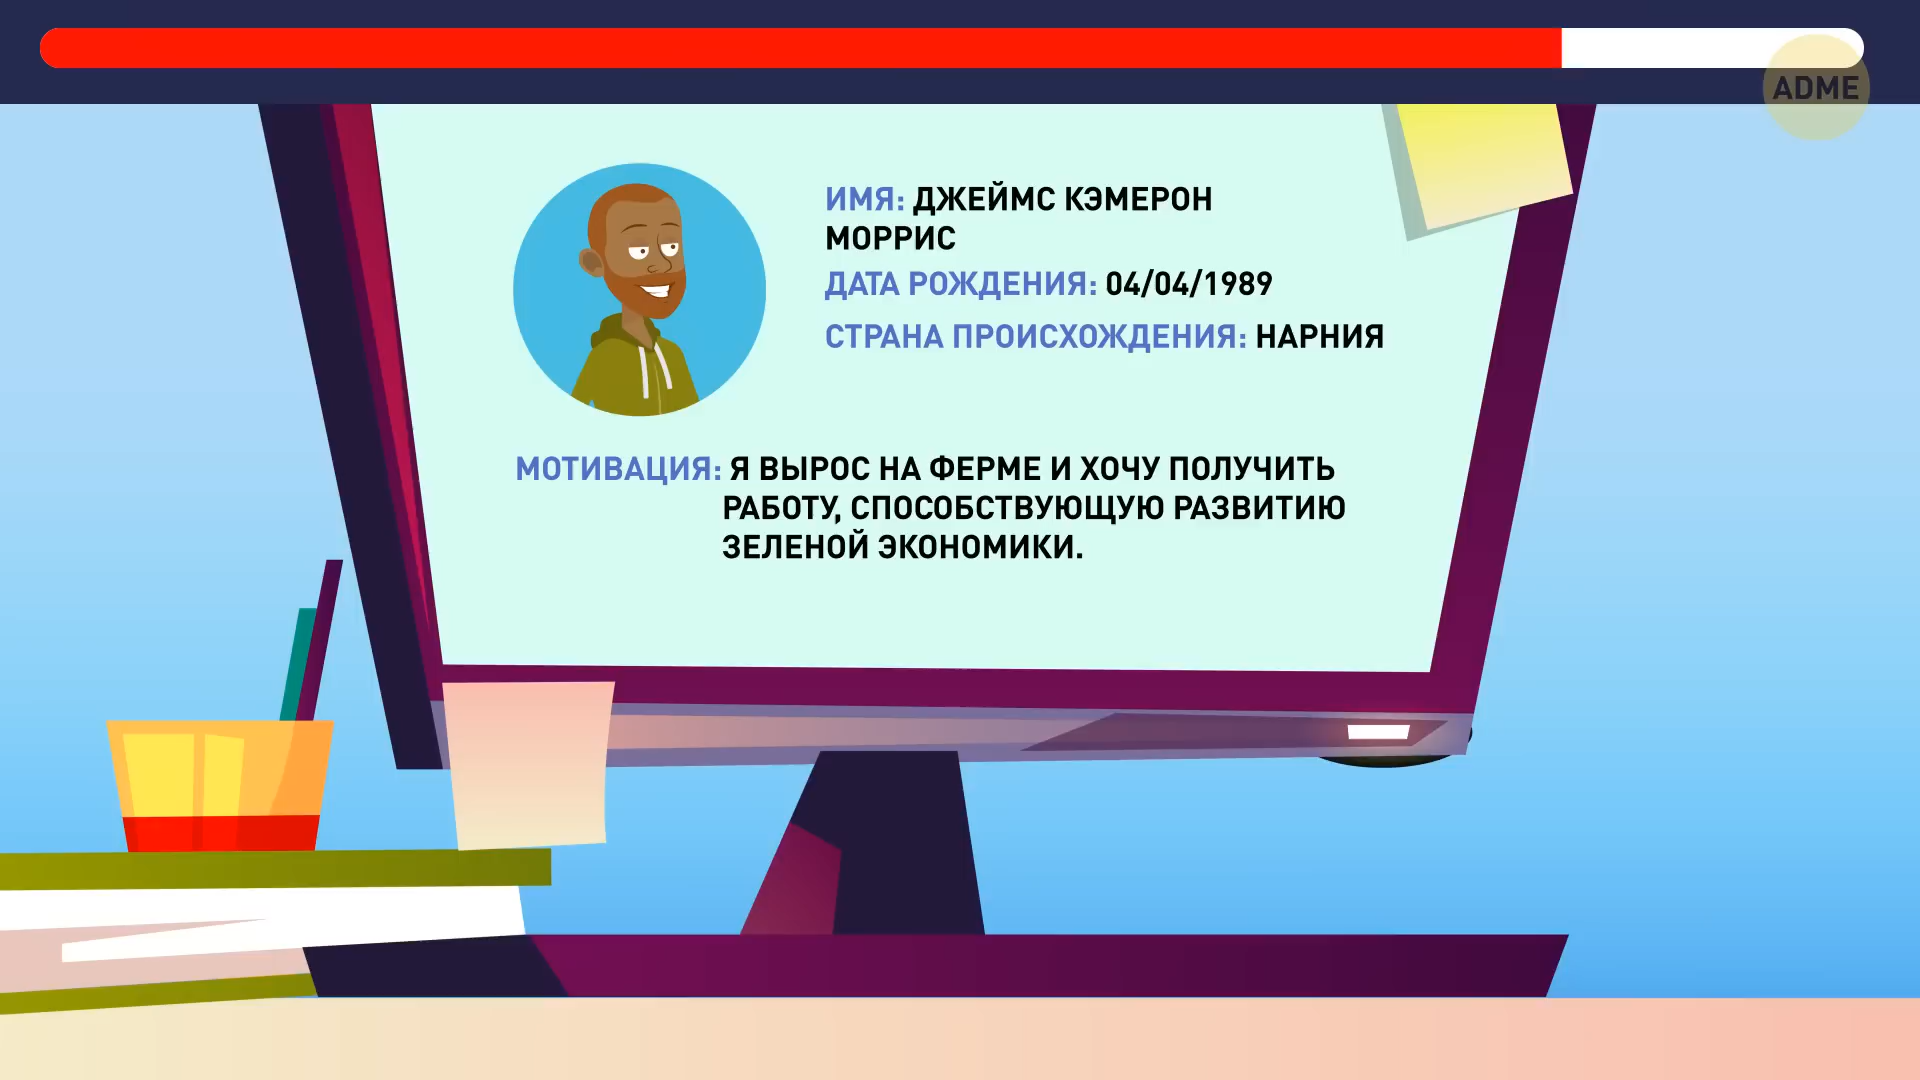 ADME
ИМЯ: ДЖЕЙМС КЭМЕРОН
МОРРИС
ДАТА РОЖДЕНИЯ: 04/04/1989
СТРАНА ПРОИСХОЖДЕНИЯ: НАРНИЯ
МОТИВАЦИЯ: Я ВЫРОС НА ФЕРМЕ И ХОЧУ ПОЛУЧИТЬ
РАБОТУ, СПОСОБСТВУЮЩУЮ РАЗВИТИЮ
ЗЕЛЕНОЙ ЭКОНОМИКИ.